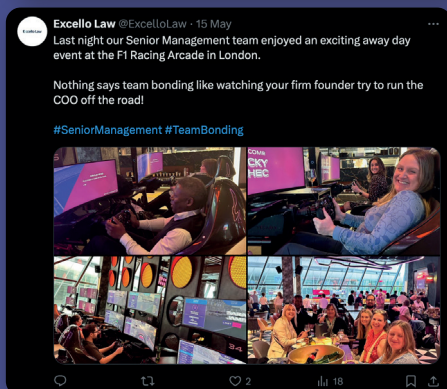 Excello Law @ExcelloLaw · 15 May
Last night our Senior Management team enjoyed an exciting away day
event at the F1 Racing Arcade in London.
Nothing says team bonding like watching your firm founder try to run the
COO off the road!
#SeniorManagement #TeamBonding
2
18